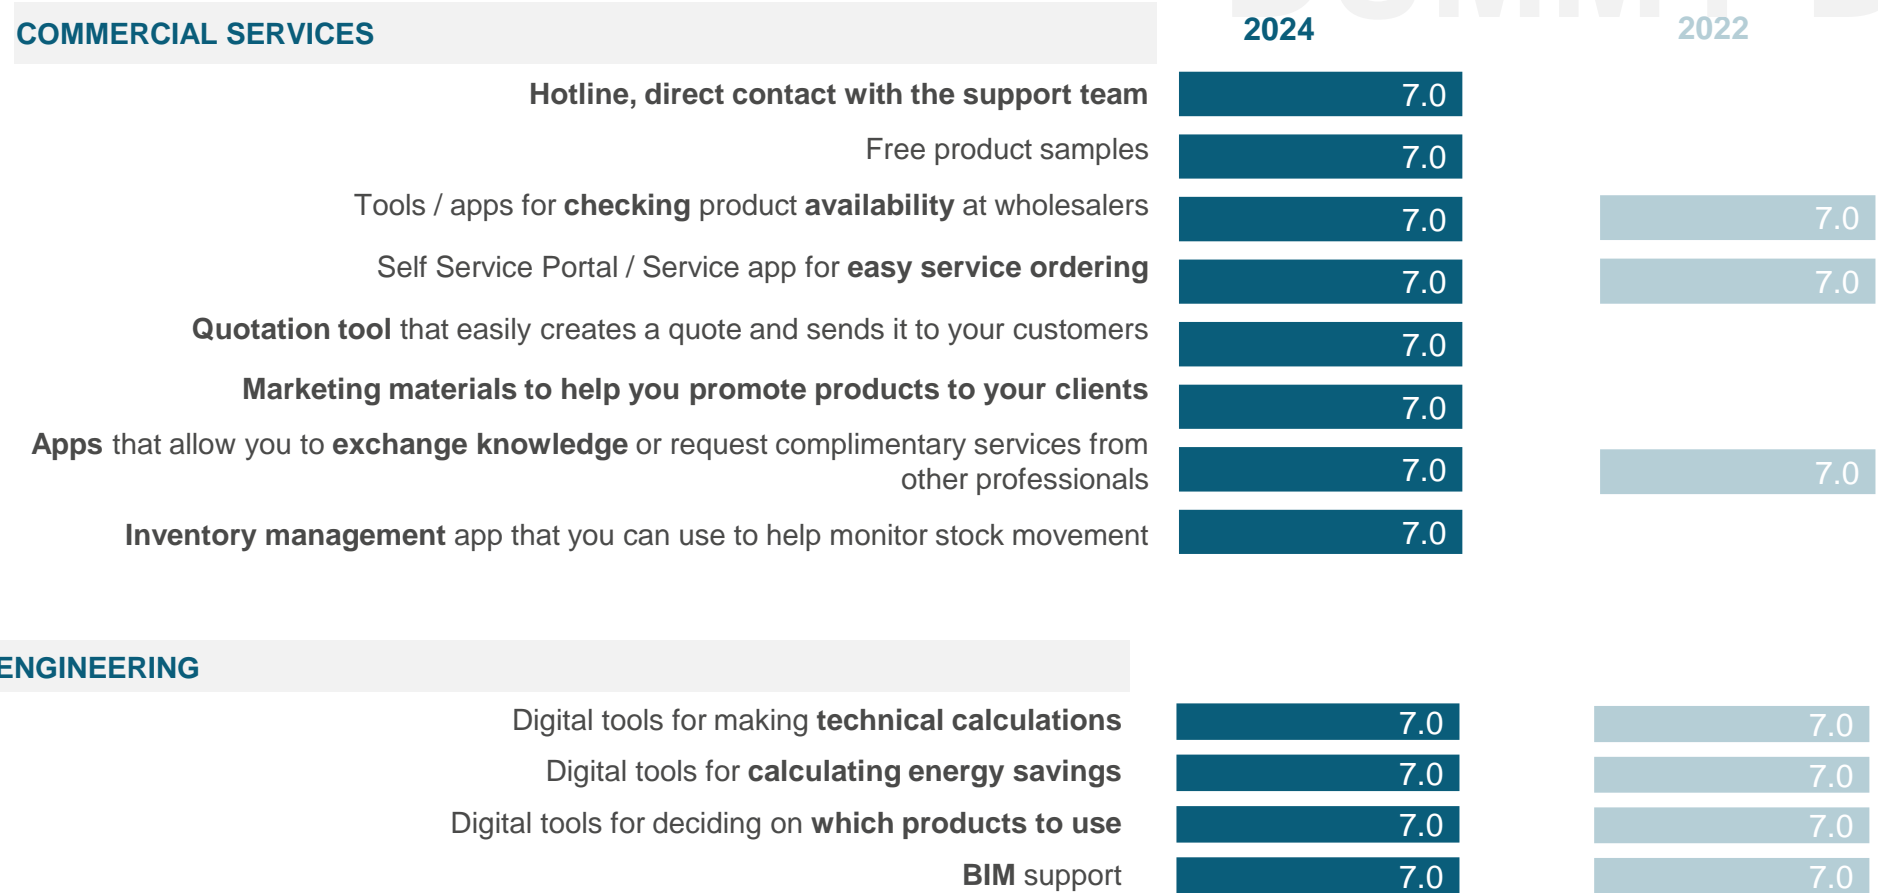 DUMMY D
COMMERCIAL SERVICES 2024 2022
Hotline, direct contact with the support team 7.0
Free product samples 7.0
Tools / apps for checking product availability at wholesalers 7.0 7.0
Self Service Portal / Service app for easy service ordering 7.0 7.0
Quotation tool that easily creates a quote and sends it to your customers 7.0
Marketing materials to help you promote products to your clients 7.0
Apps that allow you to exchange knowledge or request complimentary services from
other professionals 7.0 7.0
Inventory management app that you can use to help monitor stock movement 7.0
ENGINEERING
Digital tools for making technical calculations 7.0 7.0
Digital tools for calculating energy savings 7.0 7.0
Digital tools for deciding on which products to use 7.0 7.0
BIM support 7.0 7.0